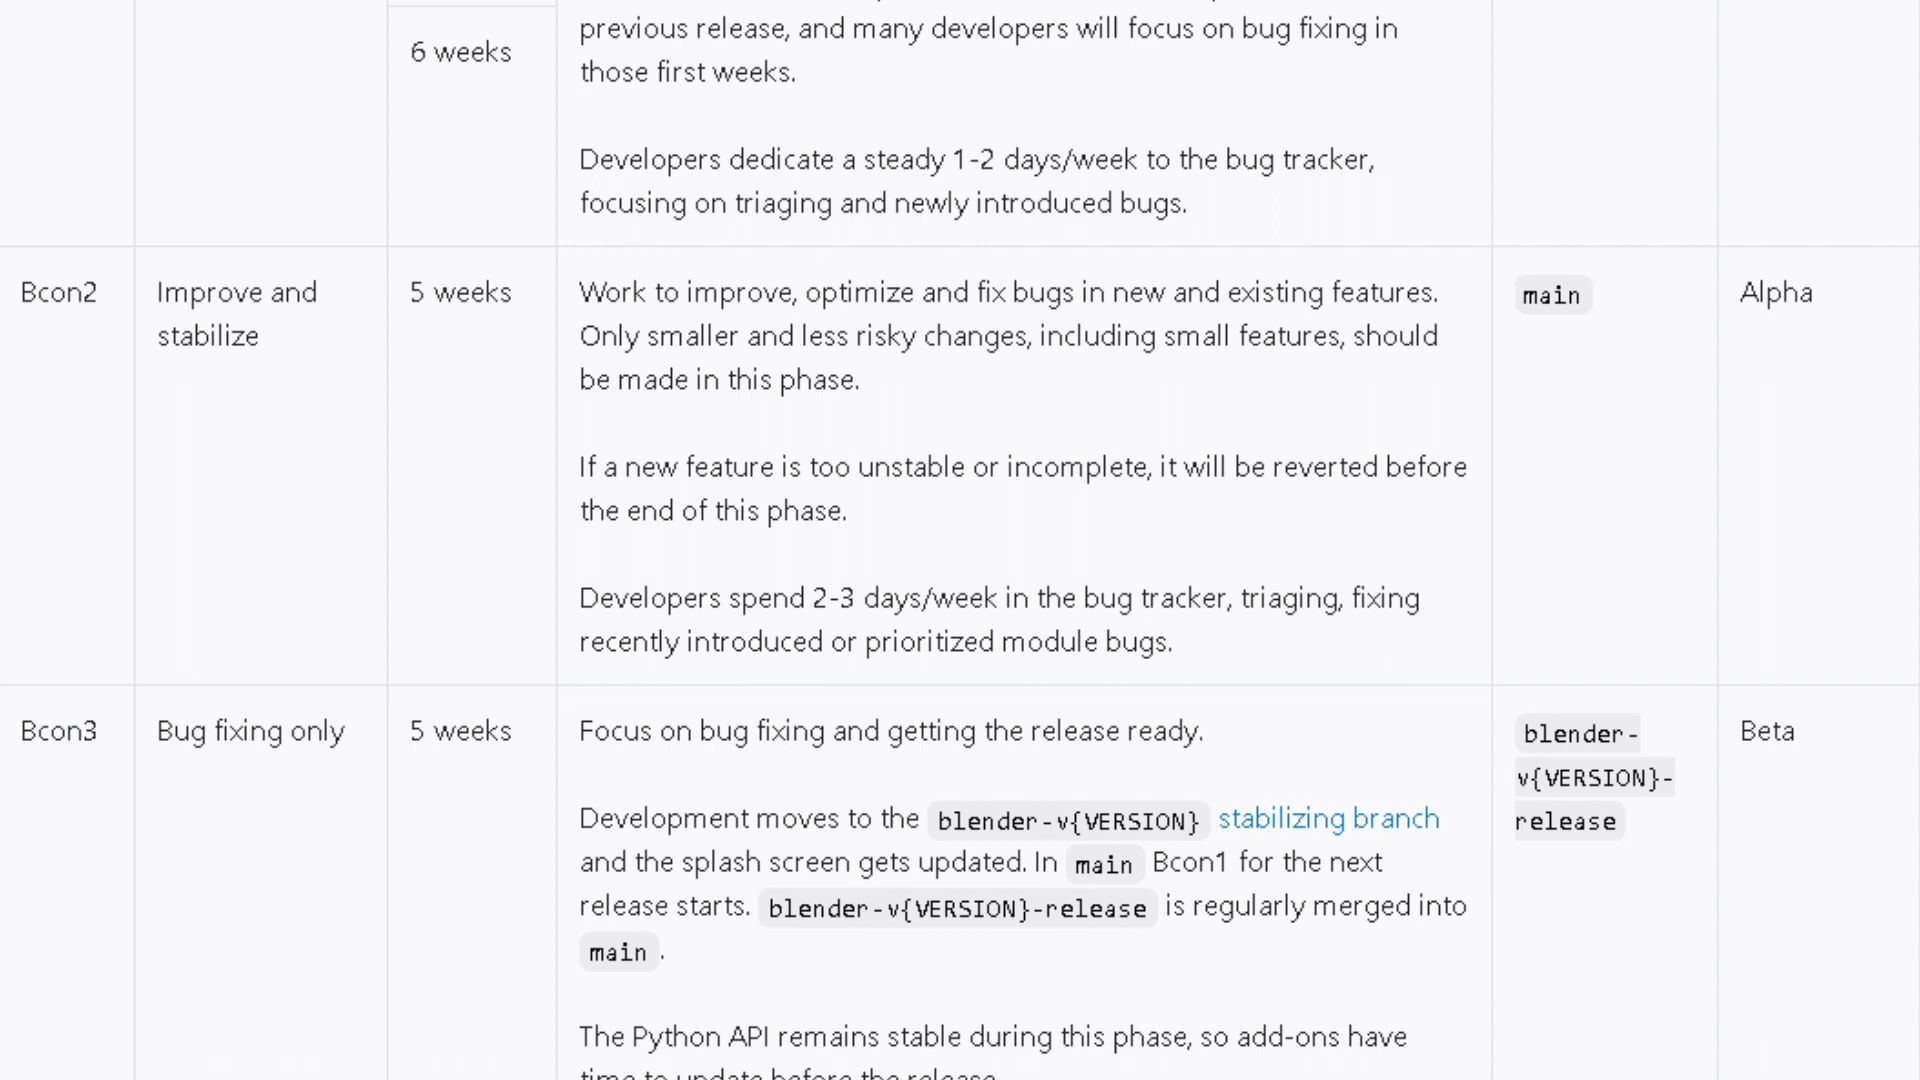 previous release, and many developers will focus on bug fixing in
6 weeks
those first weeks.
Developers dedicate a steady 1-2 days/week to the bug tracker,
focusing on triaging and newly introduced bugs.
Bcon2
Improve and
stabilize
5 weeks
Work to improve, optimize and fix bugs in new and existing features.
Only smaller and less risky changes, including small features, should
be made in this phase.
If a new feature is too unstable or incomplete, it will be reverted before
the end of this phase.
Developers spend 2-3 days/week in the bug tracker, triaging, fixing
recently introduced or prioritized module bugs.
main
Alpha
Bcon3
Bug fixing only
5 weeks
Focus on bug fixing and getting the release ready.
Development moves to the blender-v{VERSION} stabilizing branch
and the splash screen gets updated. In main Bcon1 for the next
release starts. blender-v{VERSION}-release is regularly merged into
main .
The Python API remains stable during this phase, so add-ons have
time to update before the release.
blender-
v{VERSION}-
release
Beta